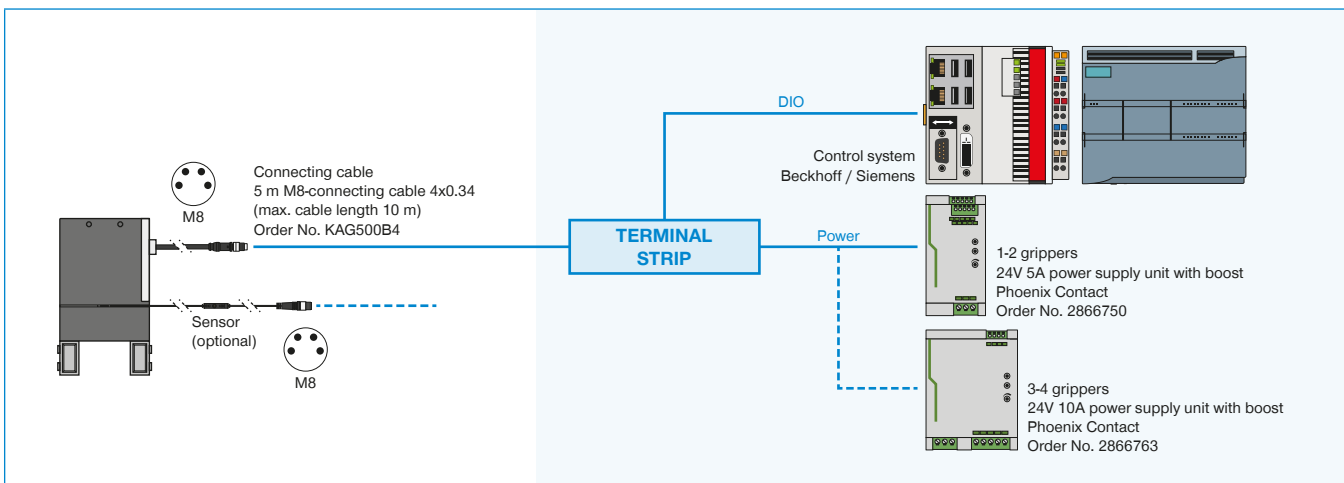 DIO
Control system
Beckhoff / Siemens
Connecting cable
5 m M8-connecting cable 4x0.34
(max. cable length 10 m)
Order No. KAG500B4
M8
TERMINAL
STRIP
Power
1-2 grippers
24V 5A power supply unit with boost
Phoenix Contact
Order No. 2866750
Sensor
(optional)
M8
3-4 grippers
24V 10A power supply unit with boost
Phoenix Contact
Order No. 2866763